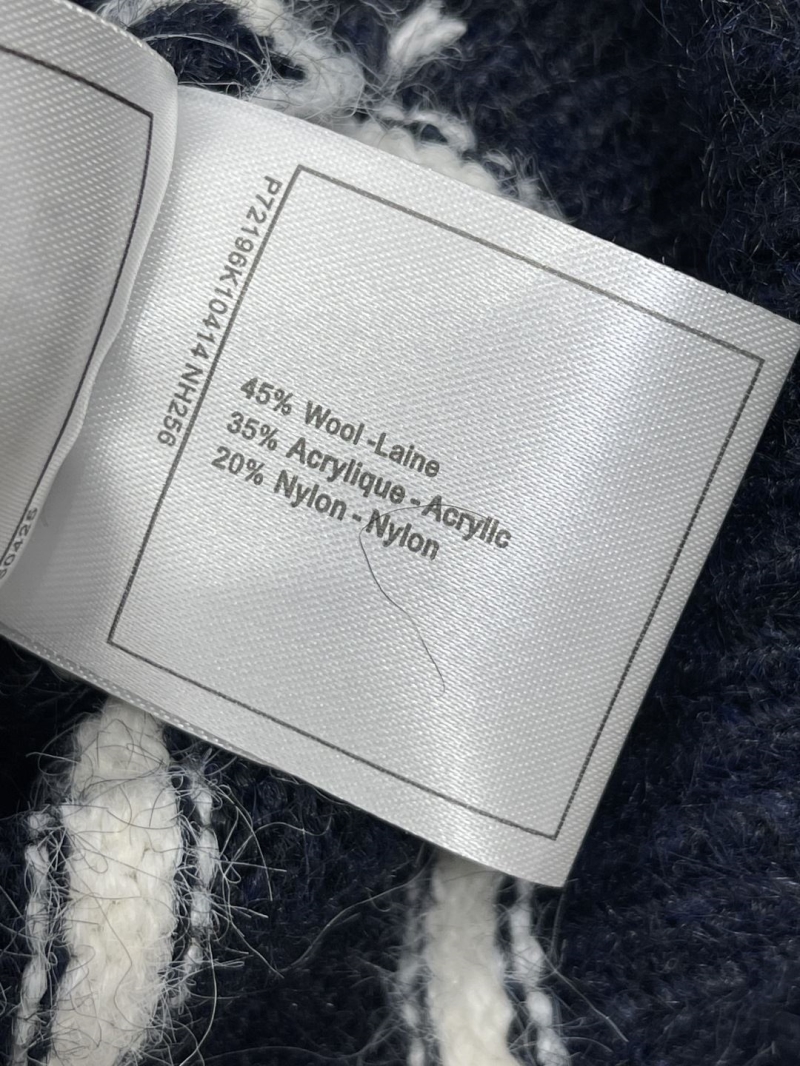 P72196K10414 NH256
45% Wool-Laine
35% Acrylique-Acrylic
20% Nylon-Nylon